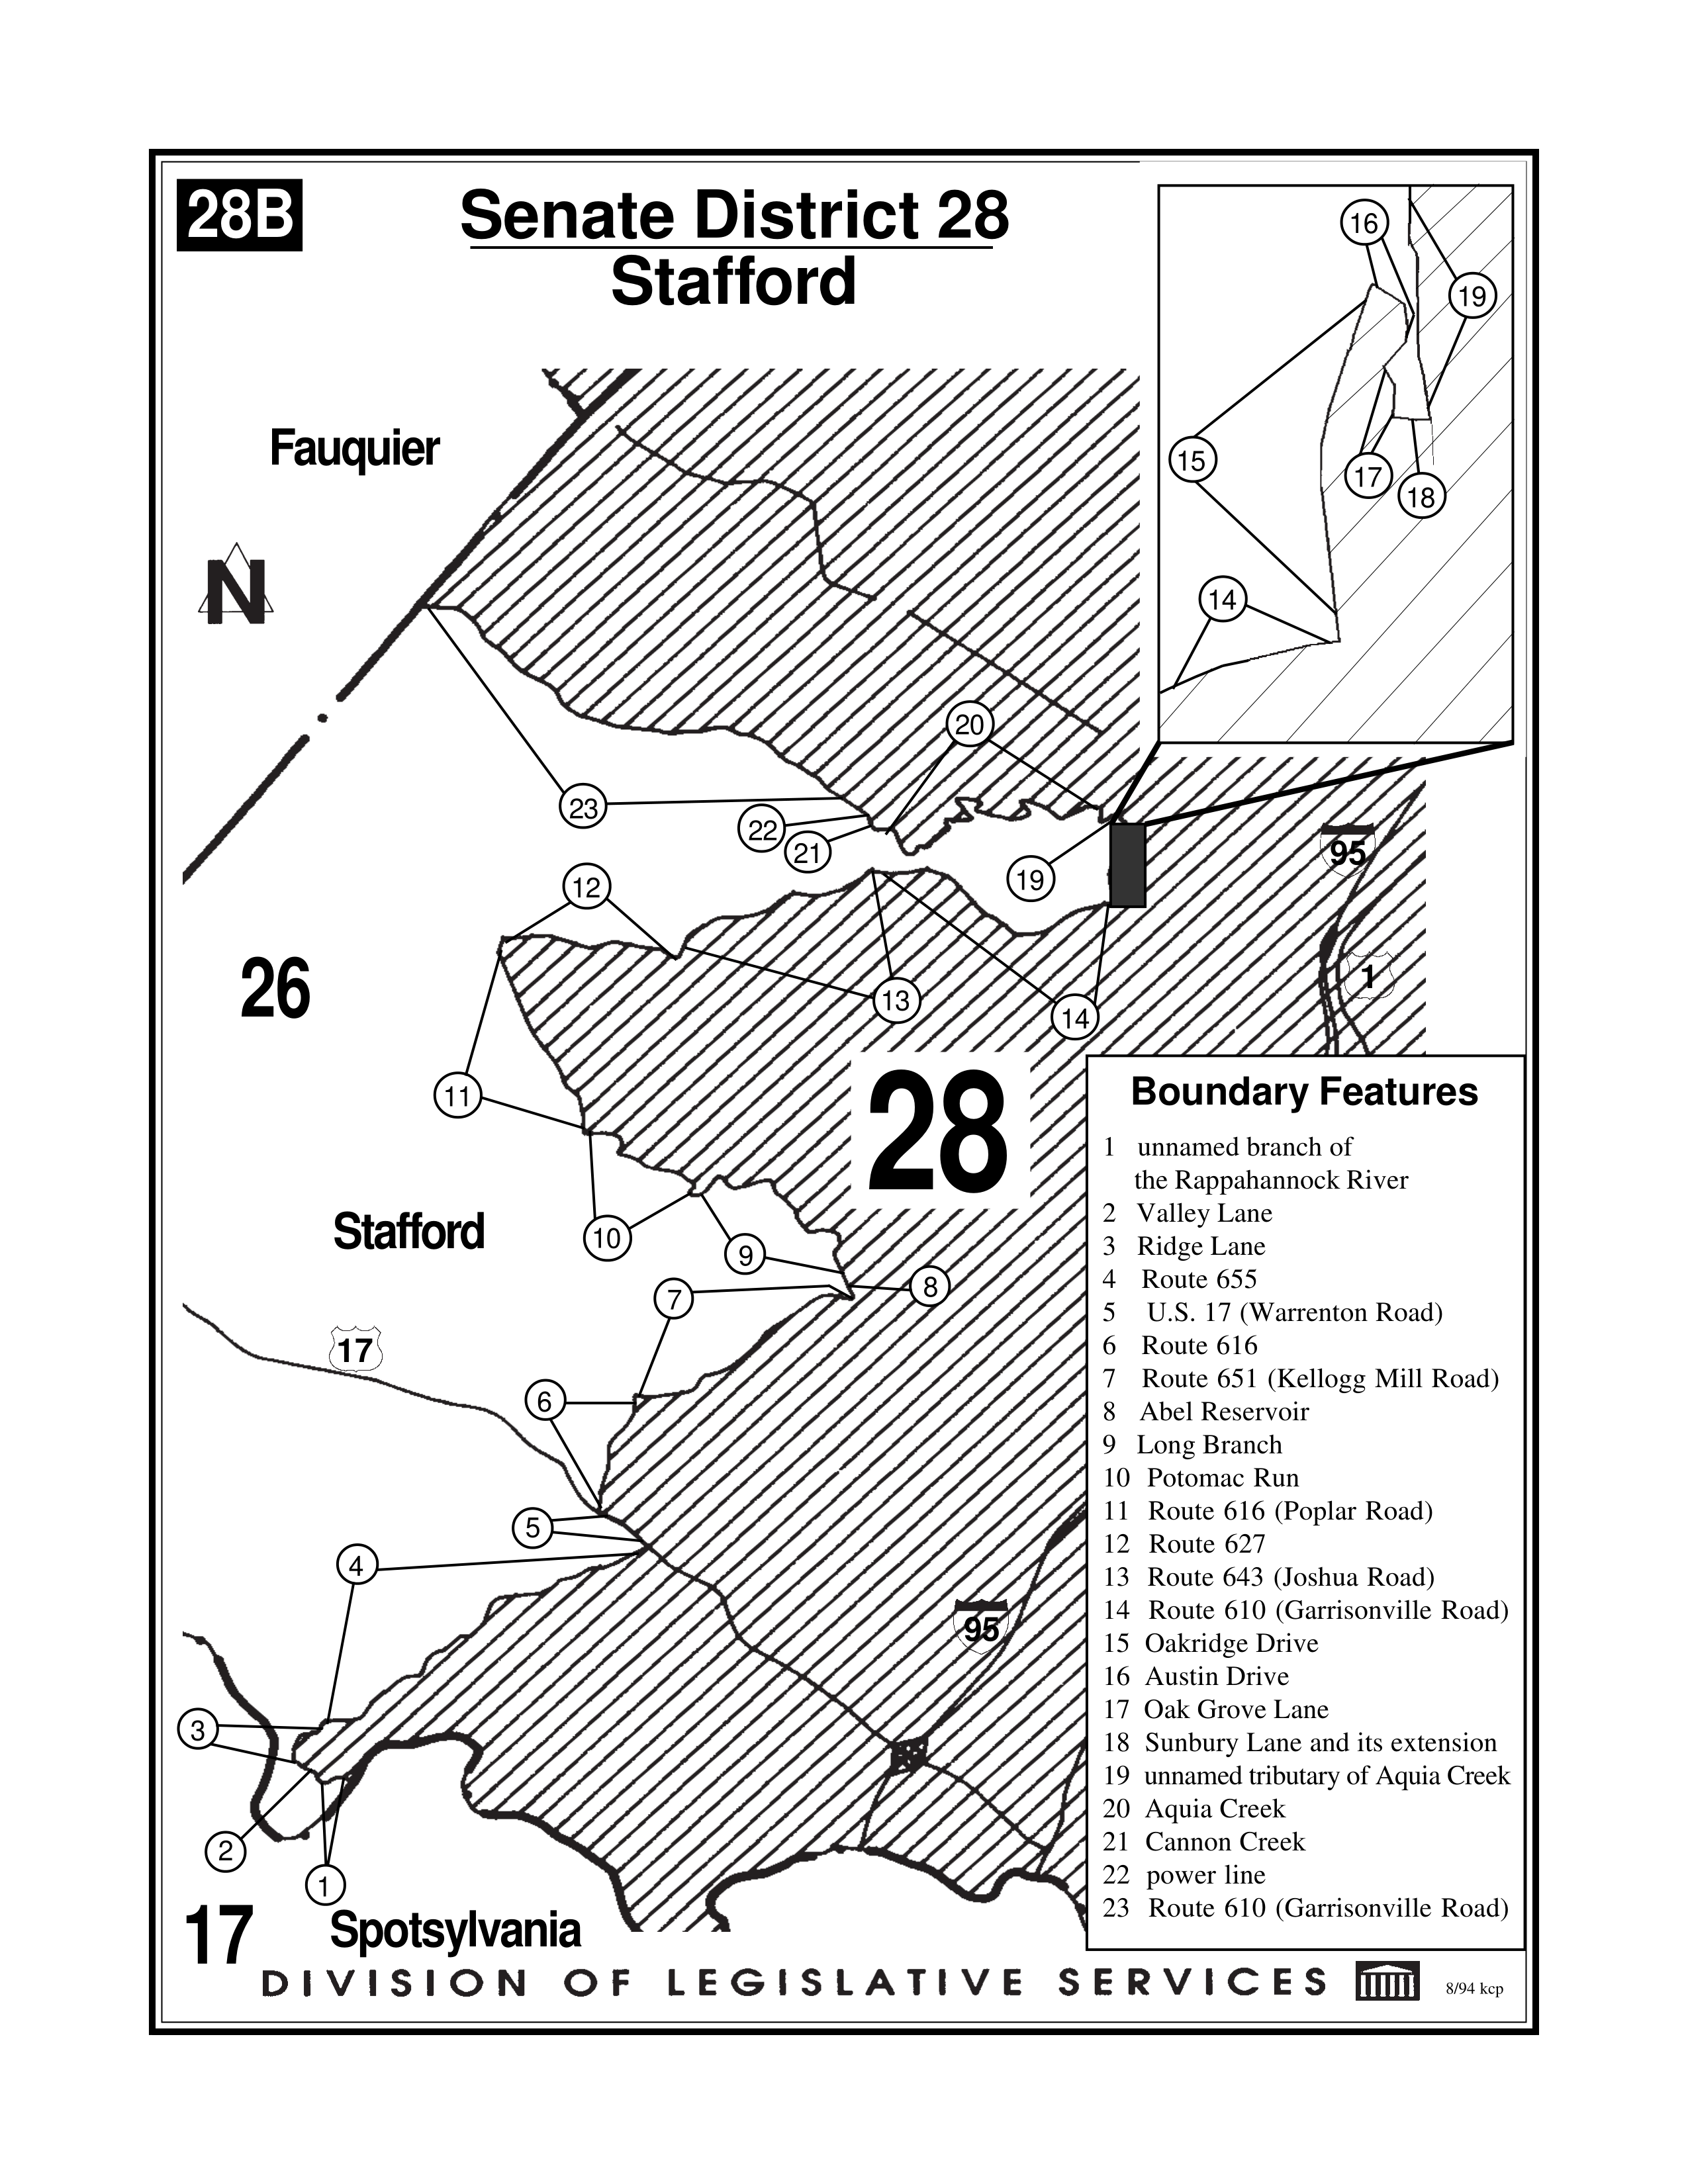 28B
Senate District 28
Stafford
16
19
15
17
18
14
Fauquier
N
20
23
22
21
19
95
12
26
1
13
14
11
28
10
Stafford
9
8
7
17
6
5
4
95
3
2
1
17
Spotsylvania
Boundary Features
1 unnamed branch of
the Rappahannock River
2 Valley Lane
3 Ridge Lane
4 Route 655
5 U.S. 17 (Warrenton Road)
6 Route 616
7 Route 651 (Kellogg Mill Road)
8 Abel Reservoir
9 Long Branch
10 Potomac Run
11 Route 616 (Poplar Road)
12 Route 627
13 Route 643 (Joshua Road)
14 Route 610 (Garrisonville Road)
15 Oakridge Drive
16 Austin Drive
17 Oak Grove Lane
18 Sunbury Lane and its extension
19 unnamed tributary of Aquia Creek
20 Aquia Creek
21 Cannon Creek
22 power line
23 Route 610 (Garrisonville Road)
DIVISION OF LEGISLATIVE SERVICES
8/94 kcp